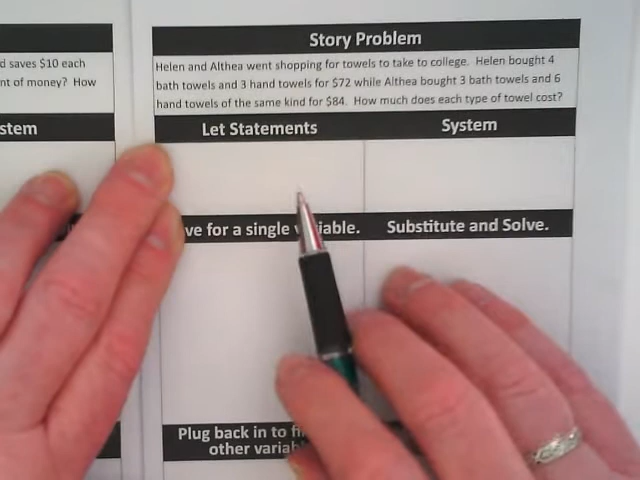 d saves $10 each
nt of money? How
stem
Story Problem
Helen and Althea went shopping for towels to take to college. Helen bought 4
bath towels and 3 hand towels for $72 while Althea bought 3 bath towels and 6
hand towels of the same kind for $84. How much does each type of towel cost?
Let Statements
System
ve for a single iable.
Substitute and Solve.
Plug back in to fi
other variab